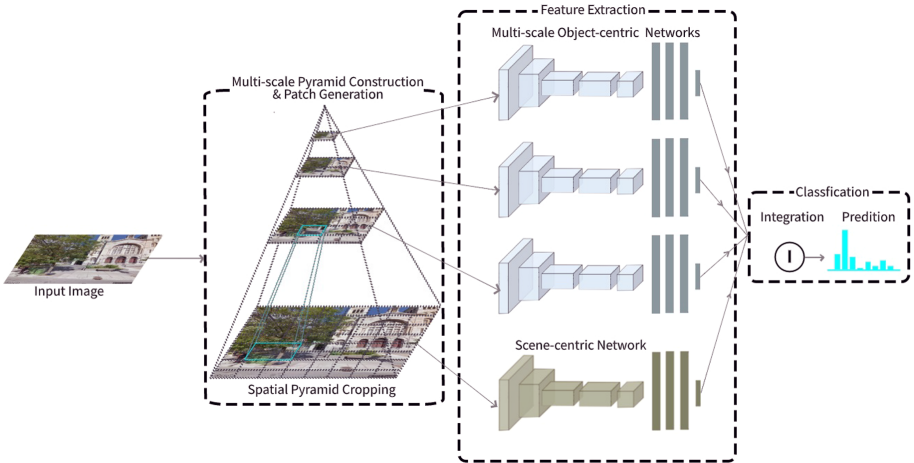 Feature Extraction
Multi-scale Object-centric Networks
Multi-scale Pyramid Construction
& Patch Generation
Input Image
Spatial Pyramid Cropping
Scene-centric Network
Classfication
Integration Predition
I